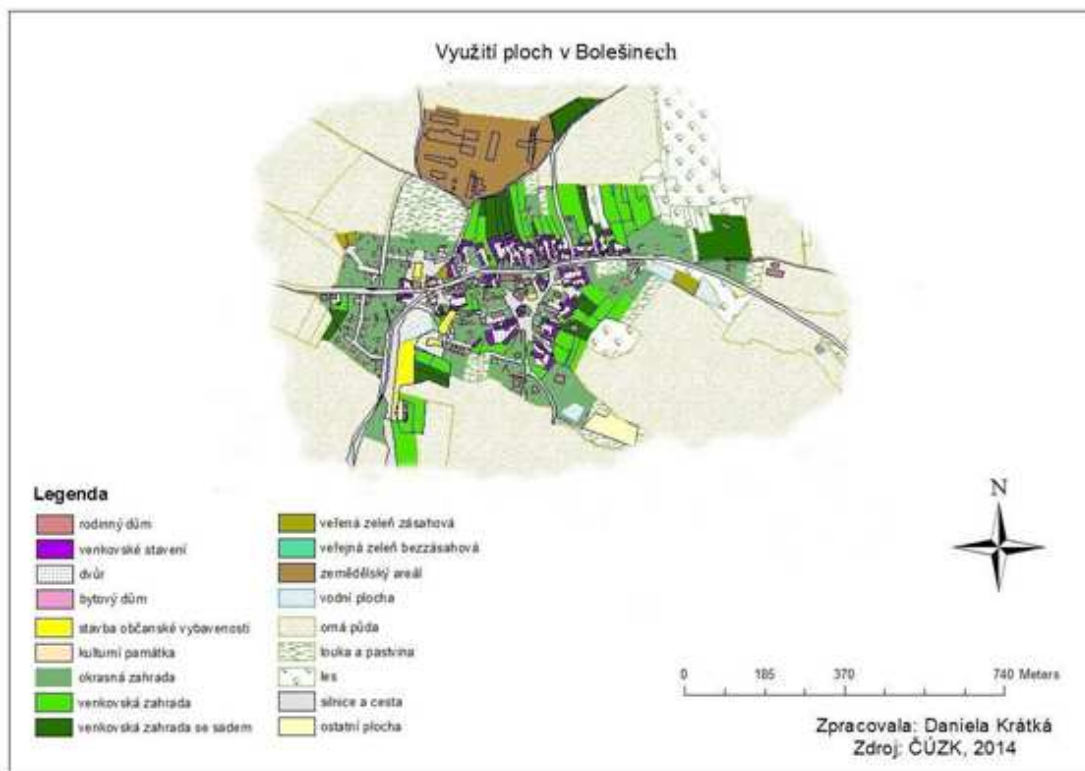 Využití ploch v Bolešinech
Legenda
rodinný dům
venkovské stavení
dvůr
bytový dům
stavba občanské vybavenosti
kulturní památka
okrasná zahrada
venkovská zahrada
venkovská zahrada se sadem
veřená zeleň zásahová
veřejná zeleň bezzásahová
zemědělský areál
vodní plocha
orná půda
louka a pastvina
les
silnice a cesta
ostatní plocha
N
0 185 370 740 Meters
Zpracovala: Daniela Krátká
Zdroj: ČÚZK, 2014